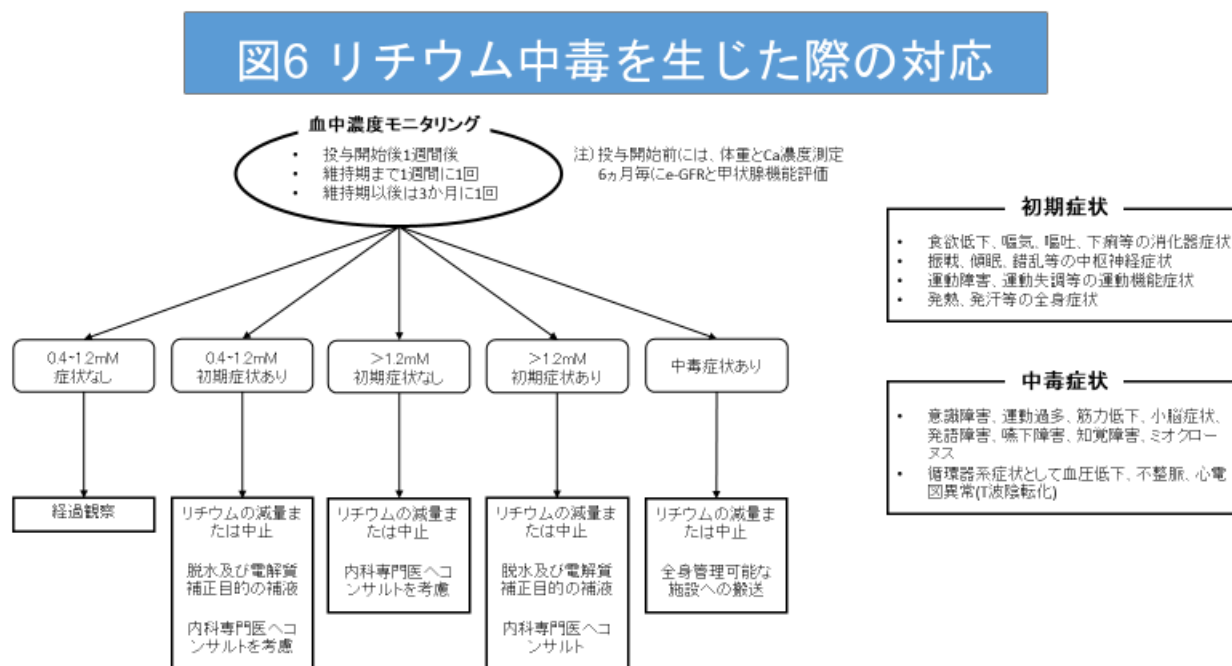 図6 リチウム中毒を生じた際の対応
血中濃度モニタリング
• 投与開始後1週間後
• 維持期まで1週間に1回
• 維持期以後は3か月に1回
注）投与開始前には、体重とCa濃度測定
6ヵ月毎にe-GFRと甲状腺機能評価
初期症状
• 食欲低下、嘔気、嘔吐、下痢等の消化器症状
• 振戦、傾眠、錯乱等の中枢神経症状
• 運動障害、運動失調等の運動機能症状
• 発熱、発汗等の全身症状
0.4~1.2mM
症状なし
0.4~1.2mM
初期症状あり
＞1.2mM
初期症状なし
＞1.2mM
初期症状あり
中毒症状あり
中毒症状
• 意識障害、運動過多、筋力低下、小脳症状、
発語障害、嚥下障害、知覚障害、ミオクロー
ヌス
• 循環器系症状として血圧低下、不整脈、心電
図異常(T波陰転化)
経過観察
リチウムの減量ま
たは中止
脱水及び電解質
補正目的の補液
内科専門医へコ
ンサルトを考慮
リチウムの減量ま
たは中止
内科専門医へコ
ンサルトを考慮
リチウムの減量ま
たは中止
脱水及び電解質
補正目的の補液
内科専門医へコ
ンサルト
リチウムの減量ま
たは中止
全身管理可能な
施設への搬送